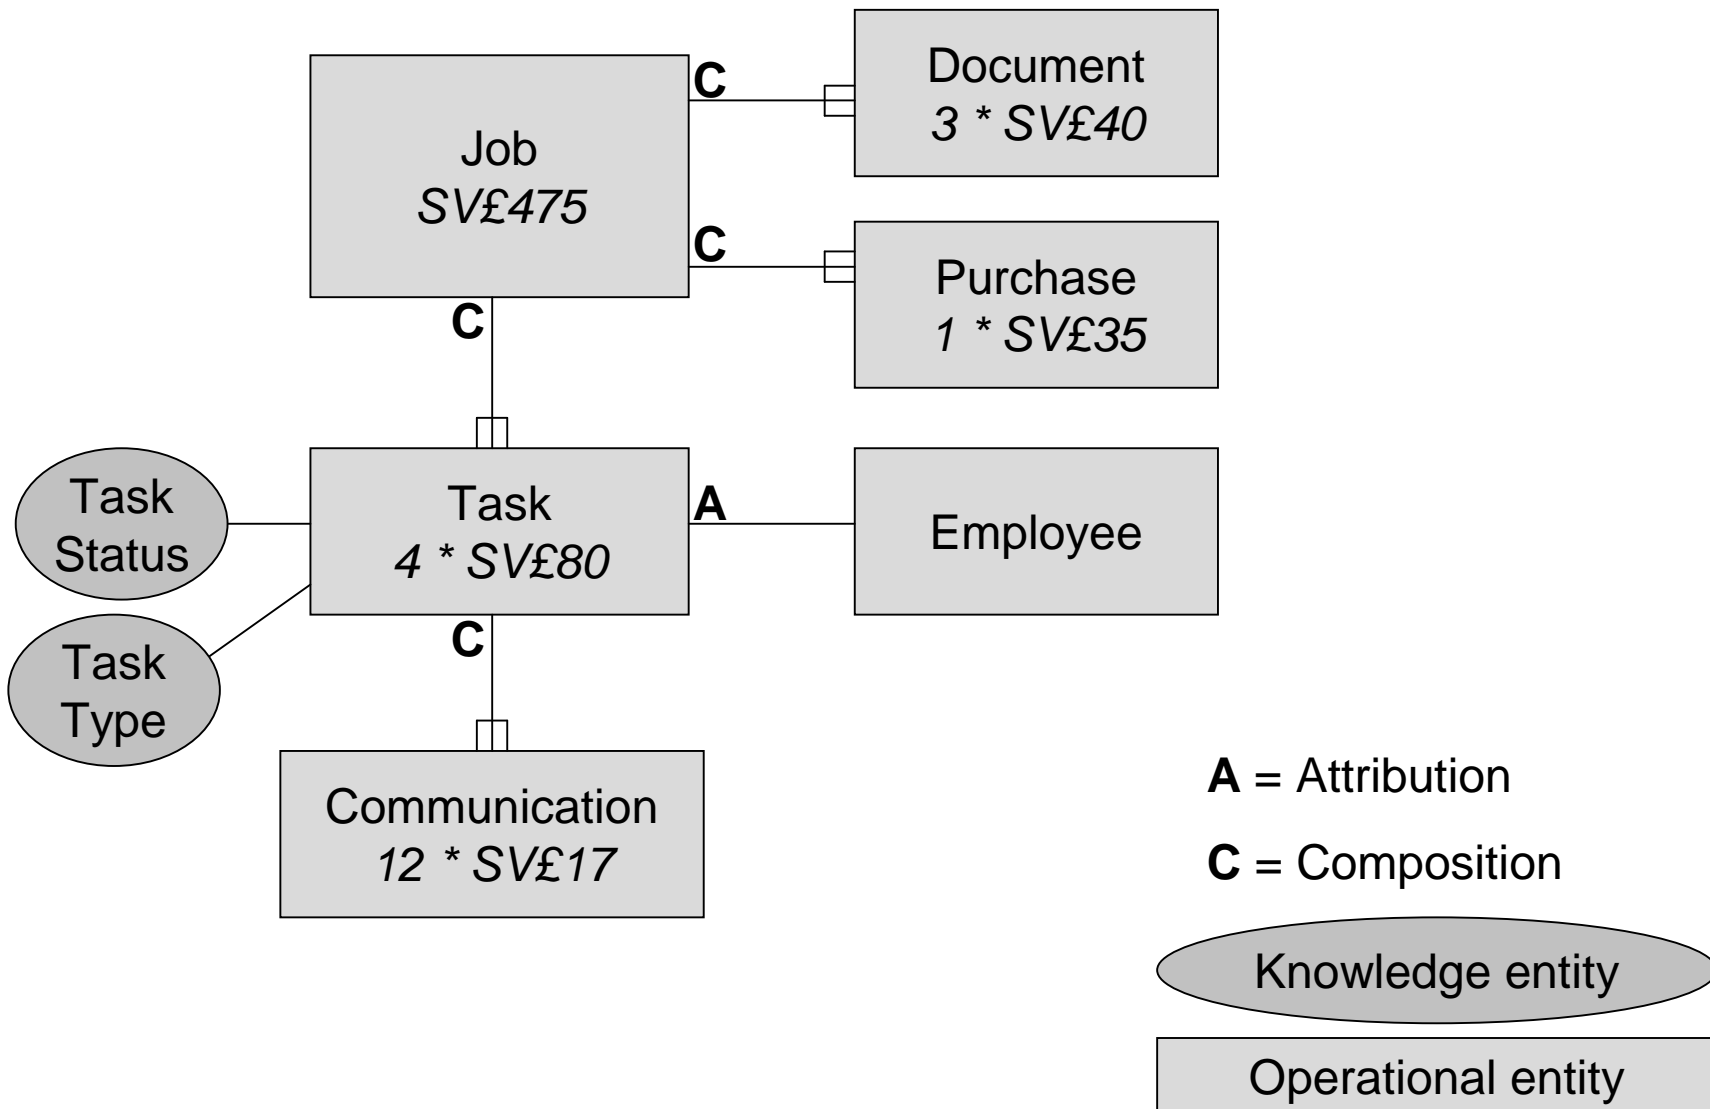 Document
3 * SV£40
C
Job
SV£475
C
Purchase
1 * SV£35
C
Task
Status
Task
4 * SV£80
A
Employee
Task
Type
C
Communication
12 * SV£17
A = Attribution
C = Composition
Knowledge entity
Operational entity